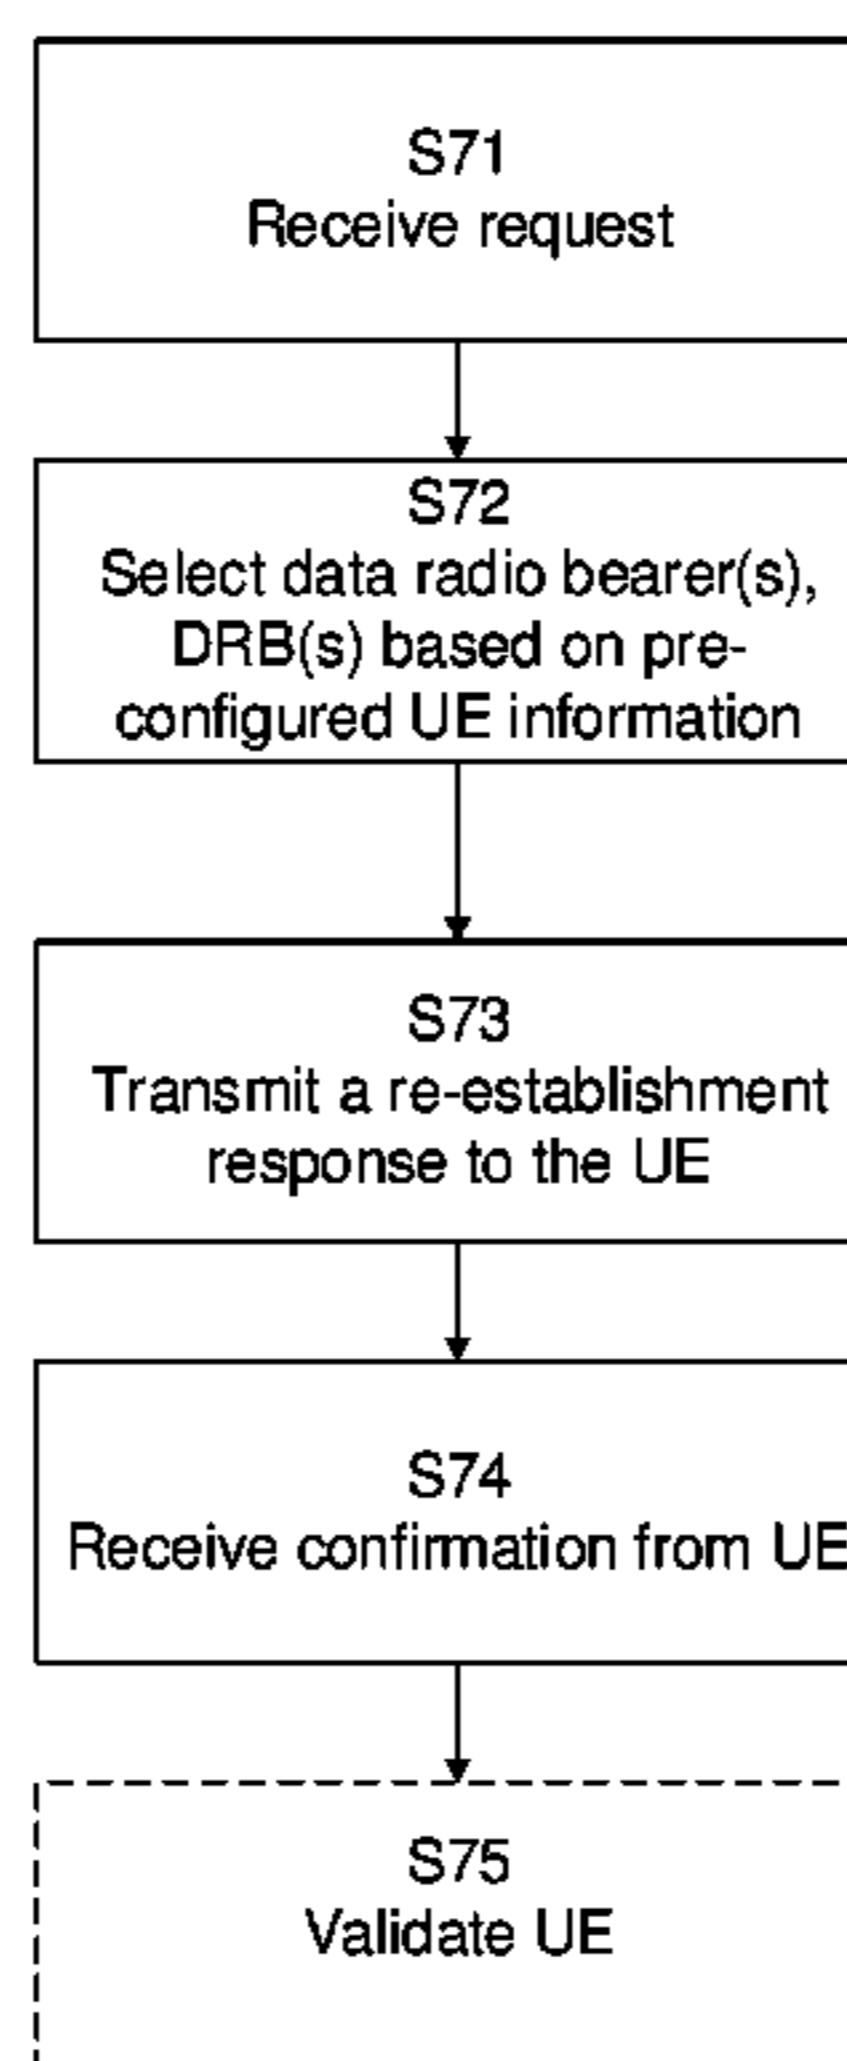 S71
Receive request
S72
Select data radio bearer(s),
DRB(s) based on pre-
configured UE information
S73
Transmit a re-establishment
response to the UE
S74
Receive confirmation from UE
S75
Validate UE